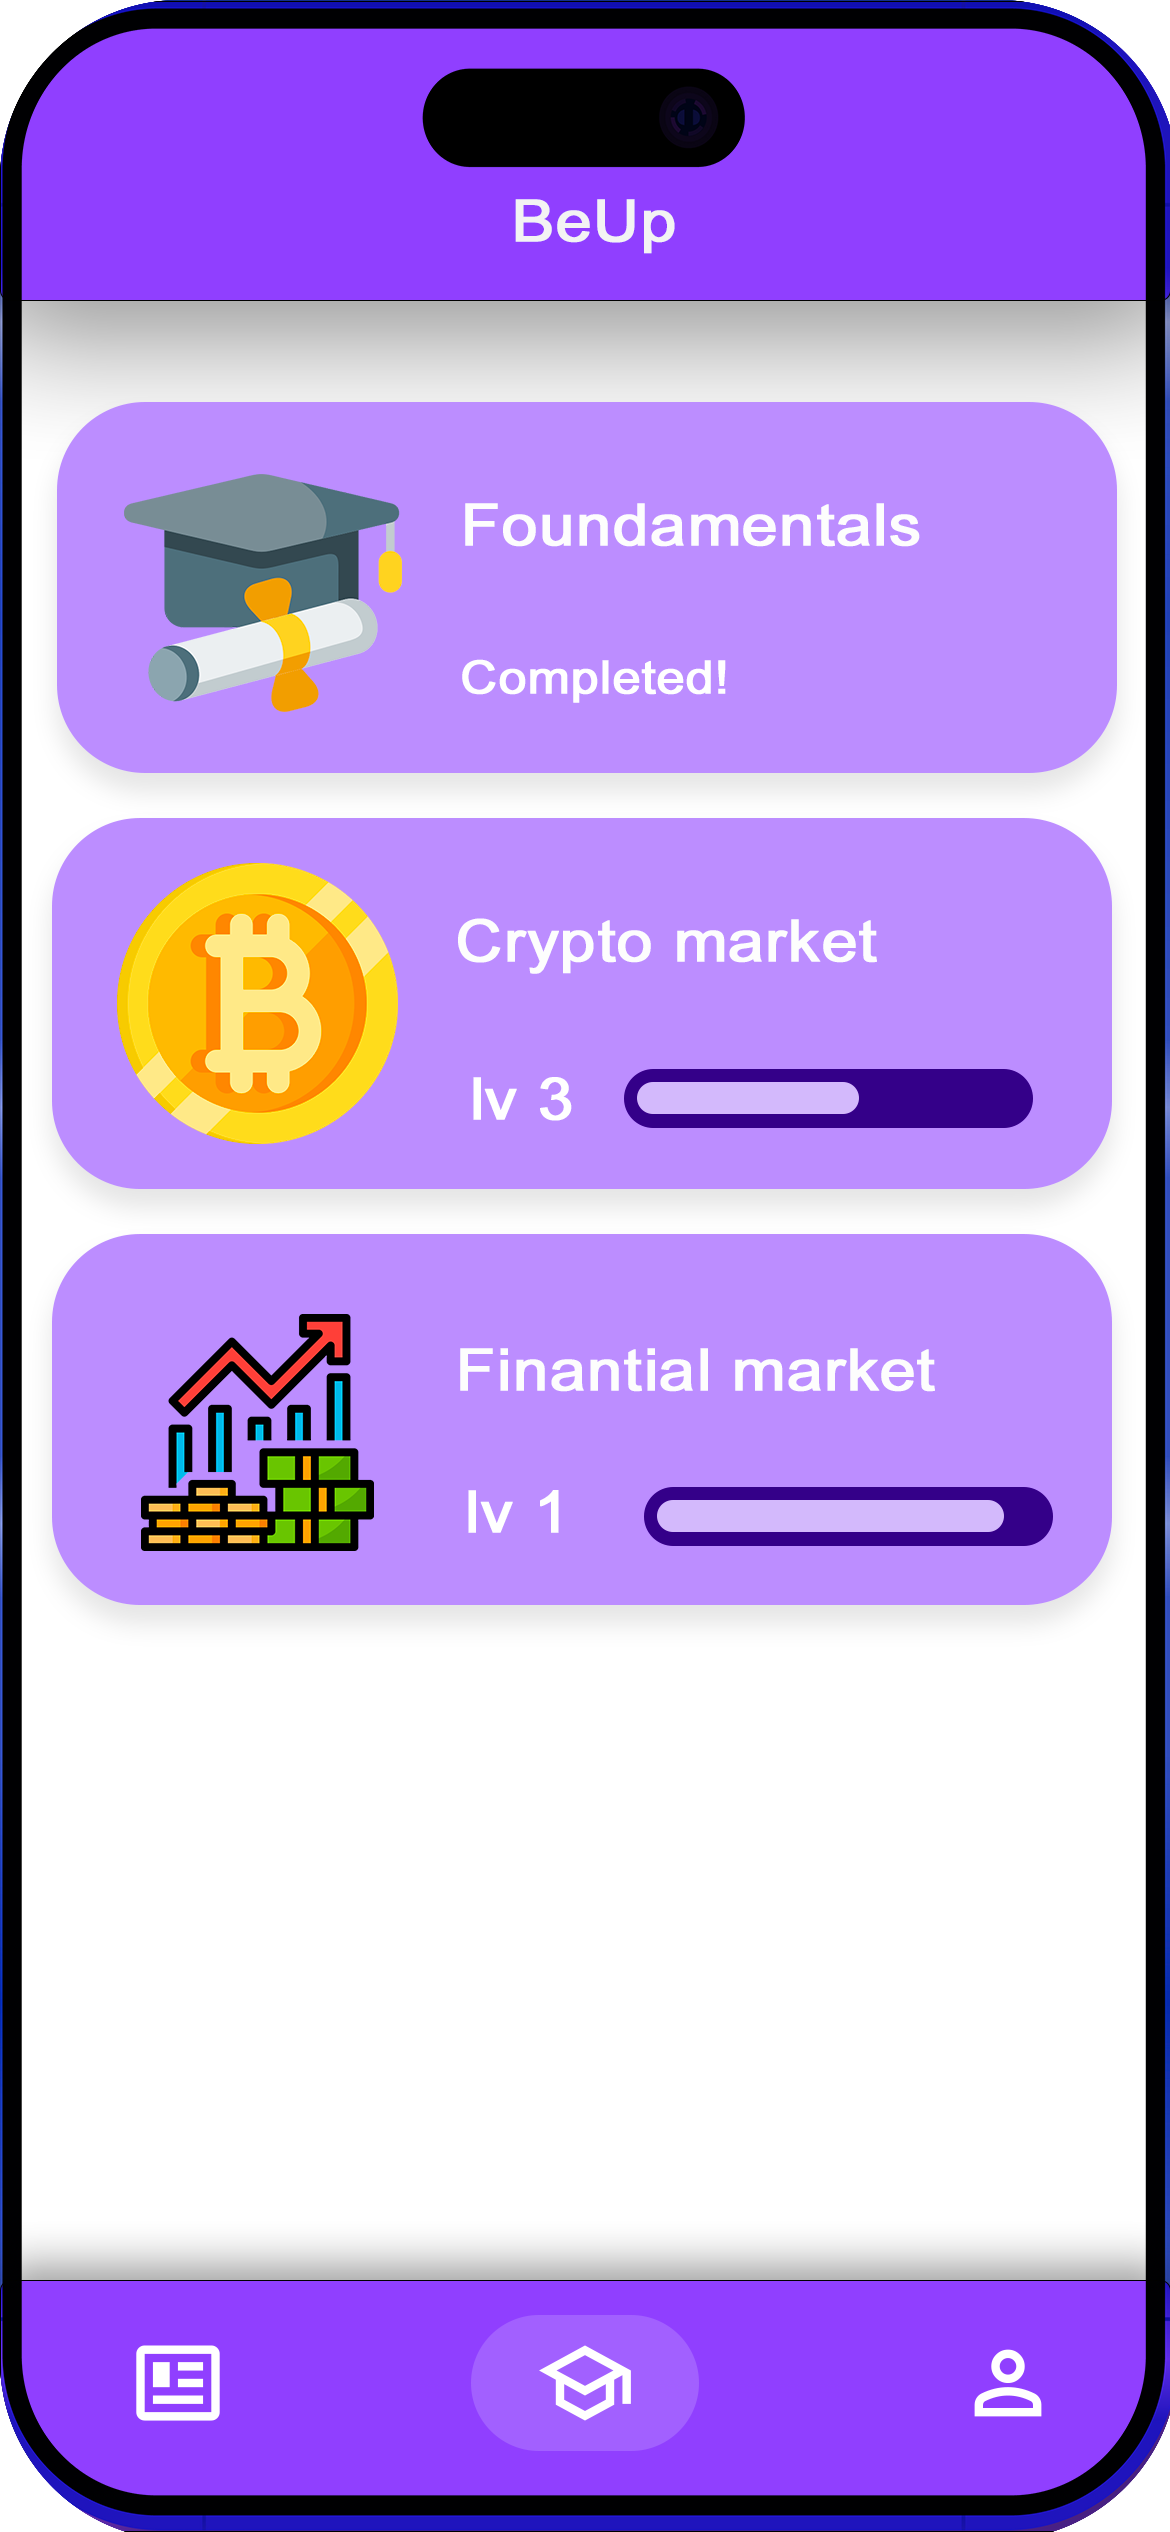 BeUp
Foundamentals
Completed!
Crypto market
lv 3
Finantial market
lv 1